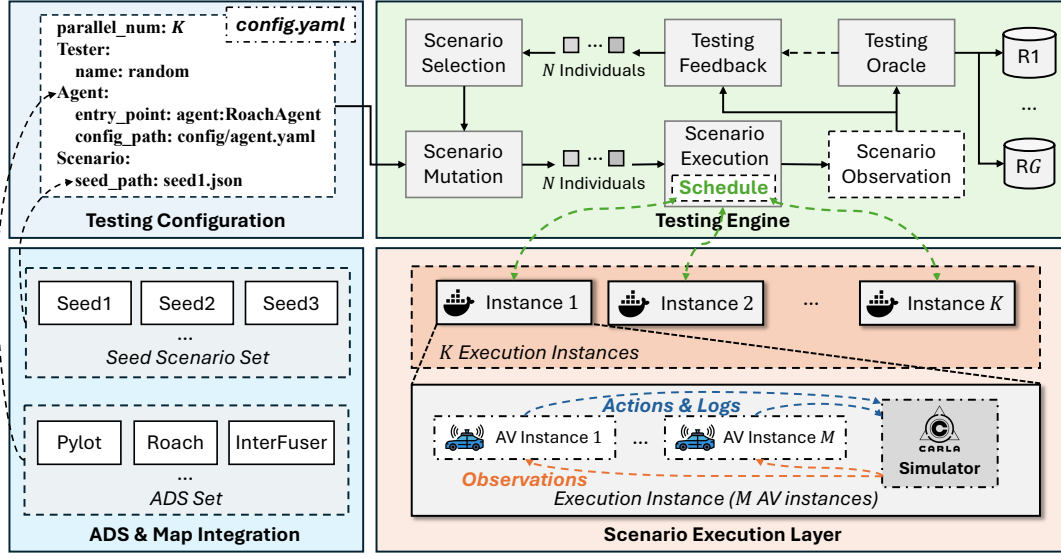 config.yaml
parallel_num: K
Tester:
name: random
Agent:
entry_point: agent:RoachAgent
config_path: config/agent.yaml
Scenario:
seed_path: seed1.json
Testing Configuration
Scenario
Selection
...
N Individuals
Testing
Feedback
Testing
Oracle
R1
...
RG
Scenario
Mutation
...
N Individuals
Scenario
Execution
Schedule
Scenario
Observation
Testing Engine
Seed1
Seed2
Seed3
...
Seed Scenario Set
Pylot
Roach
InterFuser
...
ADS Set
ADS & Map Integration
Instance 1
Instance 2
...
Instance K
K Execution Instances
Actions & Logs
AV Instance 1
...
AV Instance M
CARLA
Simulator
Observations
Execution Instance (M AV instances)
Scenario Execution Layer